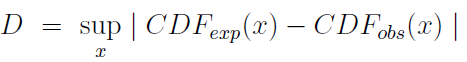 D = sup | CDF_exp(x) − CDF_obs(x) |
x